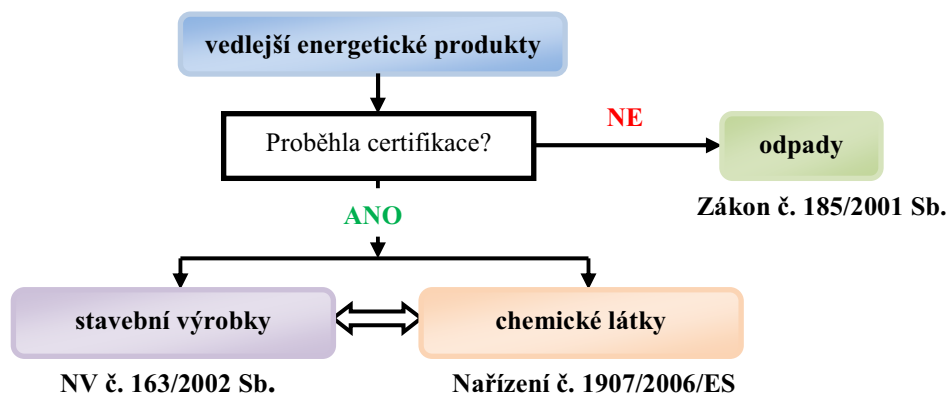 vedlejší energetické produkty
Proběhla certifikace?
NE
odpady
Zákon č. 185/2001 Sb.
ANO
stavební výrobky
chemické látky
NV č. 163/2002 Sb.
Nařízení č. 1907/2006/ES